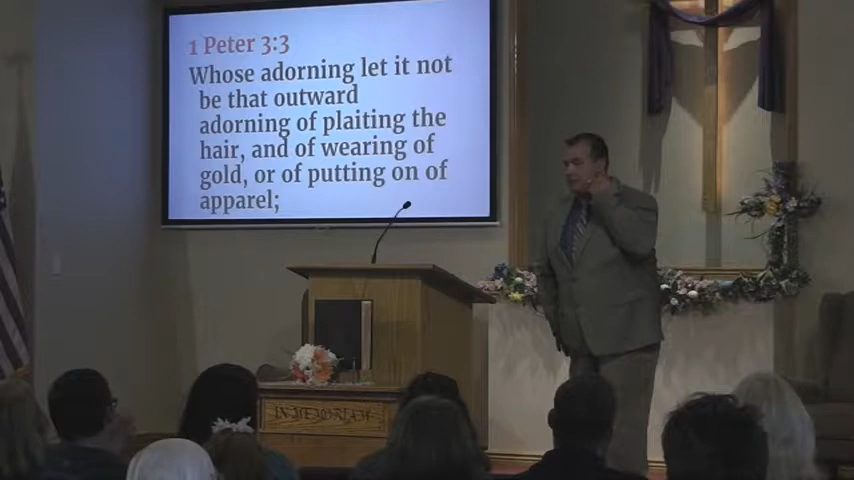 1 Peter 3:3
Whose adorning let it not
be that outward
adorning of plaiting the
hair, and of wearing of
gold, or of putting on of
apparel;
IN MEMORIAM